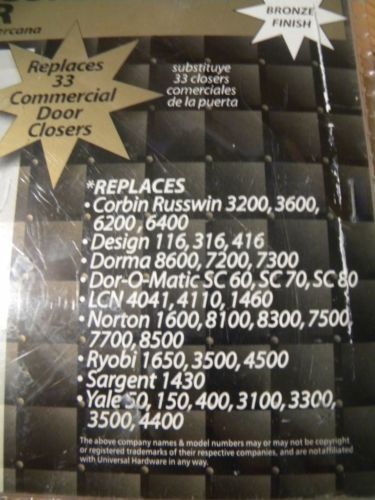 R
BRONZE
FINISH
Replaces
33
Commercial
Door
Closers
substituye
33 closers
comerciales
de la puerta
*REPLACES
•Corbin Russwin 3200, 3600,
6200, 6400
•Design 116, 316, 416
•Dorma 8600, 7200, 7300
•Dor-O-Matic SC 60, SC 70, SC 80
•LCN 4041, 4110, 1460
•Norton 1600, 8100, 8300, 7500,
7700, 8500
•Ryobi 1650, 3500, 4500
•Sargent 1430
•Yale 50, 150, 400, 3100, 3300,
3500, 4400
The above company names & model numbers may or may not be copyright
or registered trademarks of their respective companies, and are not affiliated
with Universal Hardware in any way.